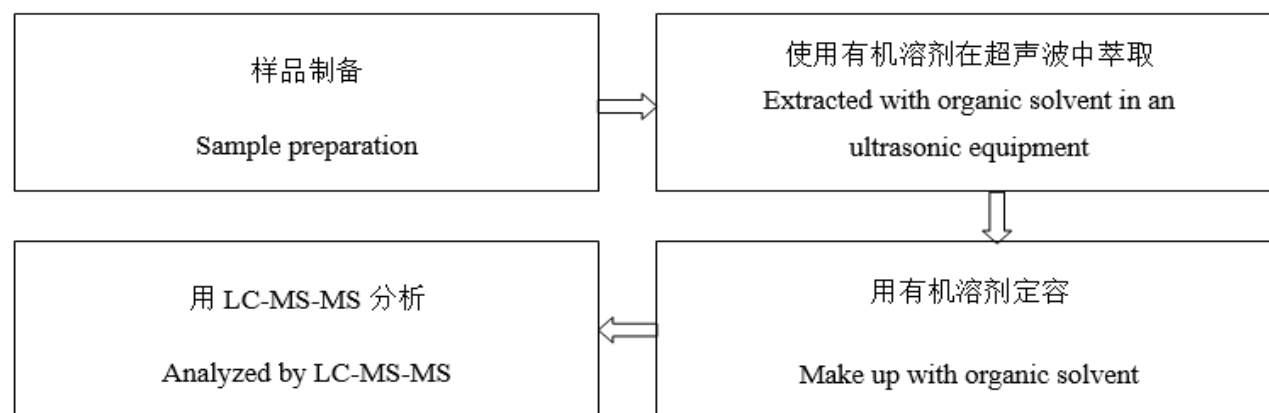 样品制备
Sample preparation
使用有机溶剂在超声波中萃取
Extracted with organic solvent in an
ultrasonic equipment
用有机溶剂定容
Make up with organic solvent
用 LC-MS-MS 分析
Analyzed by LC-MS-MS